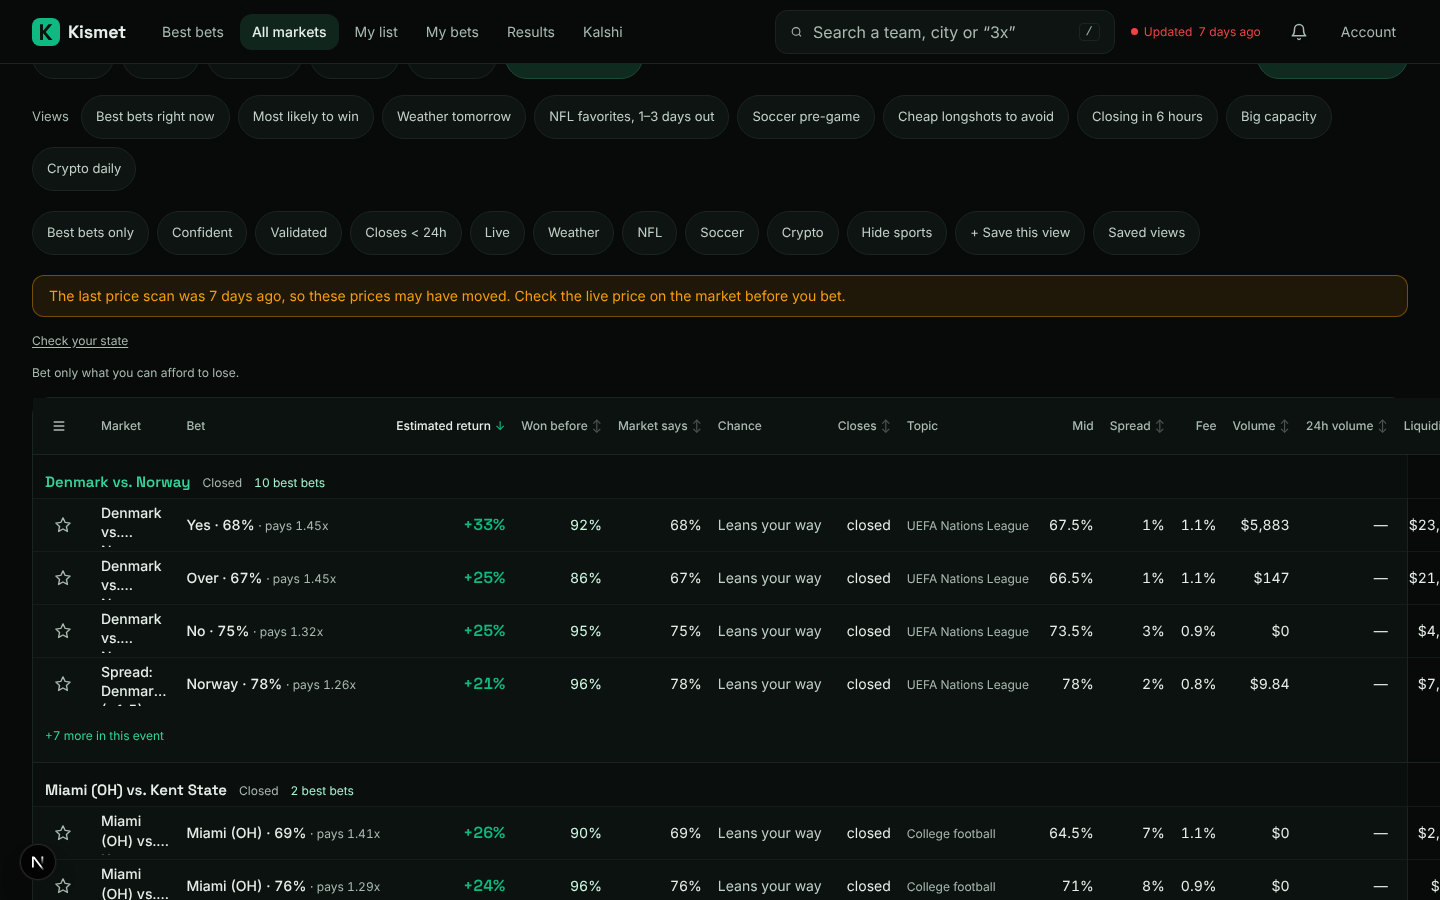 Kismet Best bets All markets My list My bets Results Kalshi Search a team, city or “3x” / Updated 7 days ago Account
Views Best bets right now Most likely to win Weather tomorrow NFL favorites, 1–3 days out Soccer pre-game Cheap longshots to avoid Closing in 6 hours Big capacity
Crypto daily
Best bets only Confident Validated Closes < 24h Live Weather NFL Soccer Crypto Hide sports + Save this view Saved views
The last price scan was 7 days ago, so these prices may have moved. Check the live price on the market before you bet.
Check your state
Bet only what you can afford to lose.
Market Bet Estimated return ↓ Won before Market says Chance Closes Topic Mid Spread Fee Volume 24h volume Liquidi
Denmark vs. Norway Closed 10 best bets
Denmark vs.... Yes · 68% · pays 1.45x +33% 92% 68% Leans your way closed UEFA Nations League 67.5% 1% 1.1% $5,883 — $23,
Denmark vs.... Over · 67% · pays 1.45x +25% 86% 67% Leans your way closed UEFA Nations League 66.5% 1% 1.1% $147 — $21,
Denmark vs.... No · 75% · pays 1.32x +25% 95% 75% Leans your way closed UEFA Nations League 73.5% 3% 0.9% $0 — $4,
Spread: Denmar... Norway · 78% · pays 1.26x +21% 96% 78% Leans your way closed UEFA Nations League 78% 2% 0.8% $9.84 — $7,
+7 more in this event
Miami (OH) vs. Kent State Closed 2 best bets
Miami (OH) vs.... Miami (OH) · 69% · pays 1.41x +26% 90% 69% Leans your way closed College football 64.5% 7% 1.1% $0 — $2,
Miami (OH) vs.... Miami (OH) · 76% · pays 1.29x +24% 96% 76% Leans your way closed College football 71% 8% 0.9% $0 — $